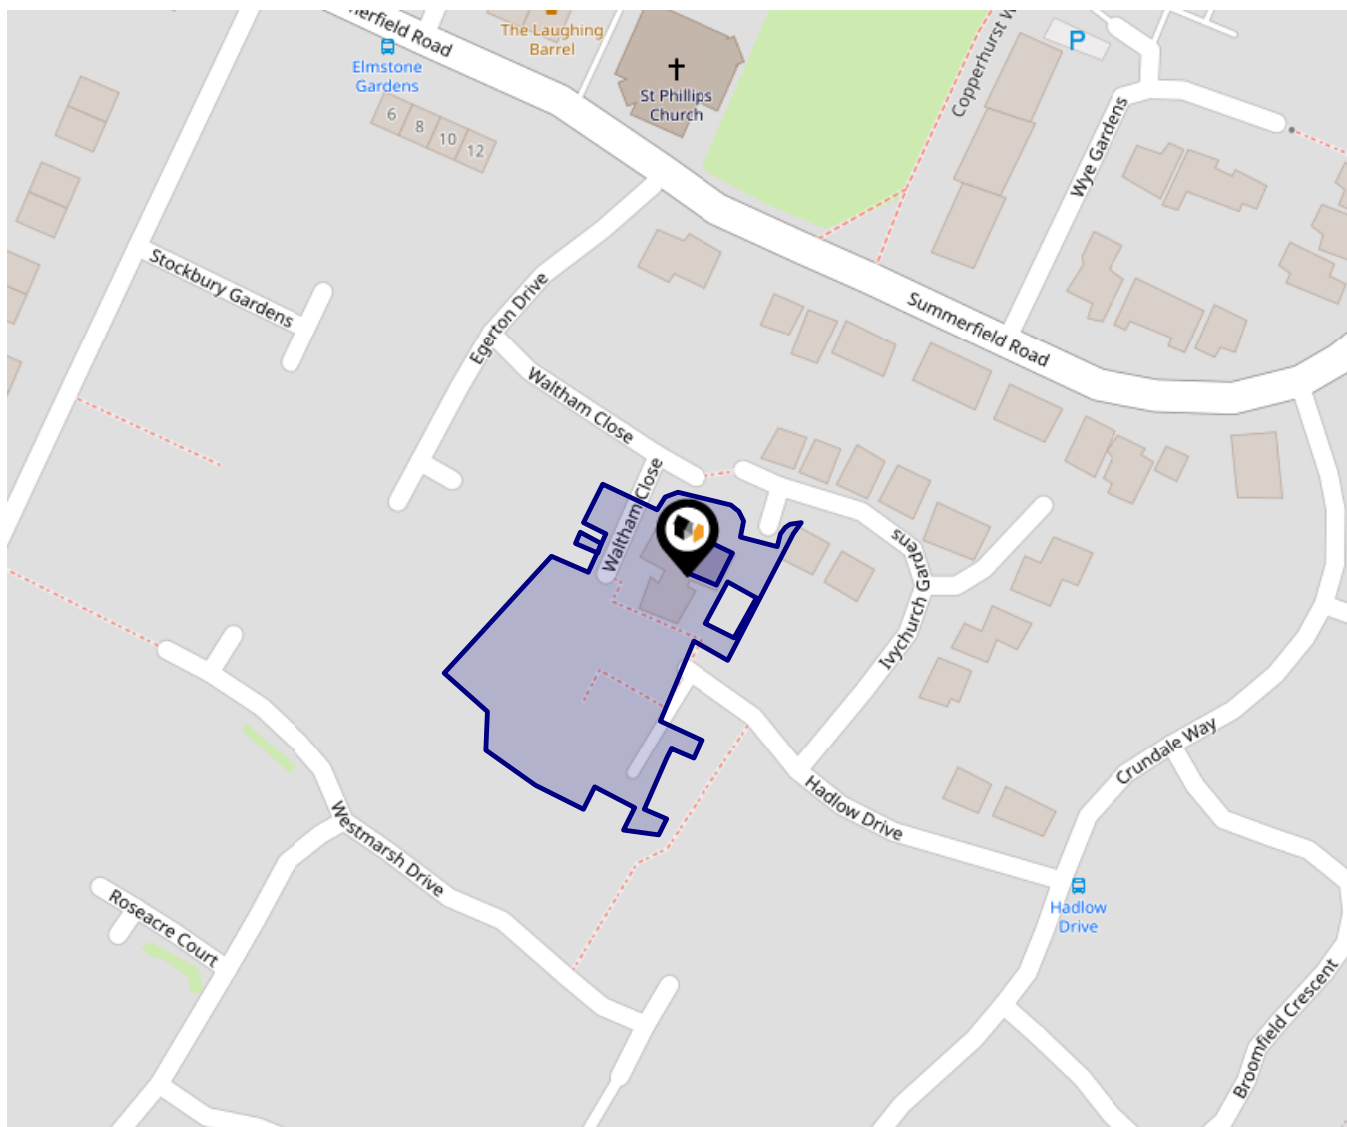 erfield Road
The Laughing
Barrel
Elmstone
Gardens
St Phillips
Church
P
Copperhurst W
6
8
10
12
Wye Gardens
Stockbury Gardens
Egerton Drive
Summerfield Road
Waltham Close
Waltham Close
Ivychurch Gardens
Crundale Way
Hadlow Drive
Westmarsh Drive
Roseacre Court
Hadlow
Drive
Broomfield Crescent